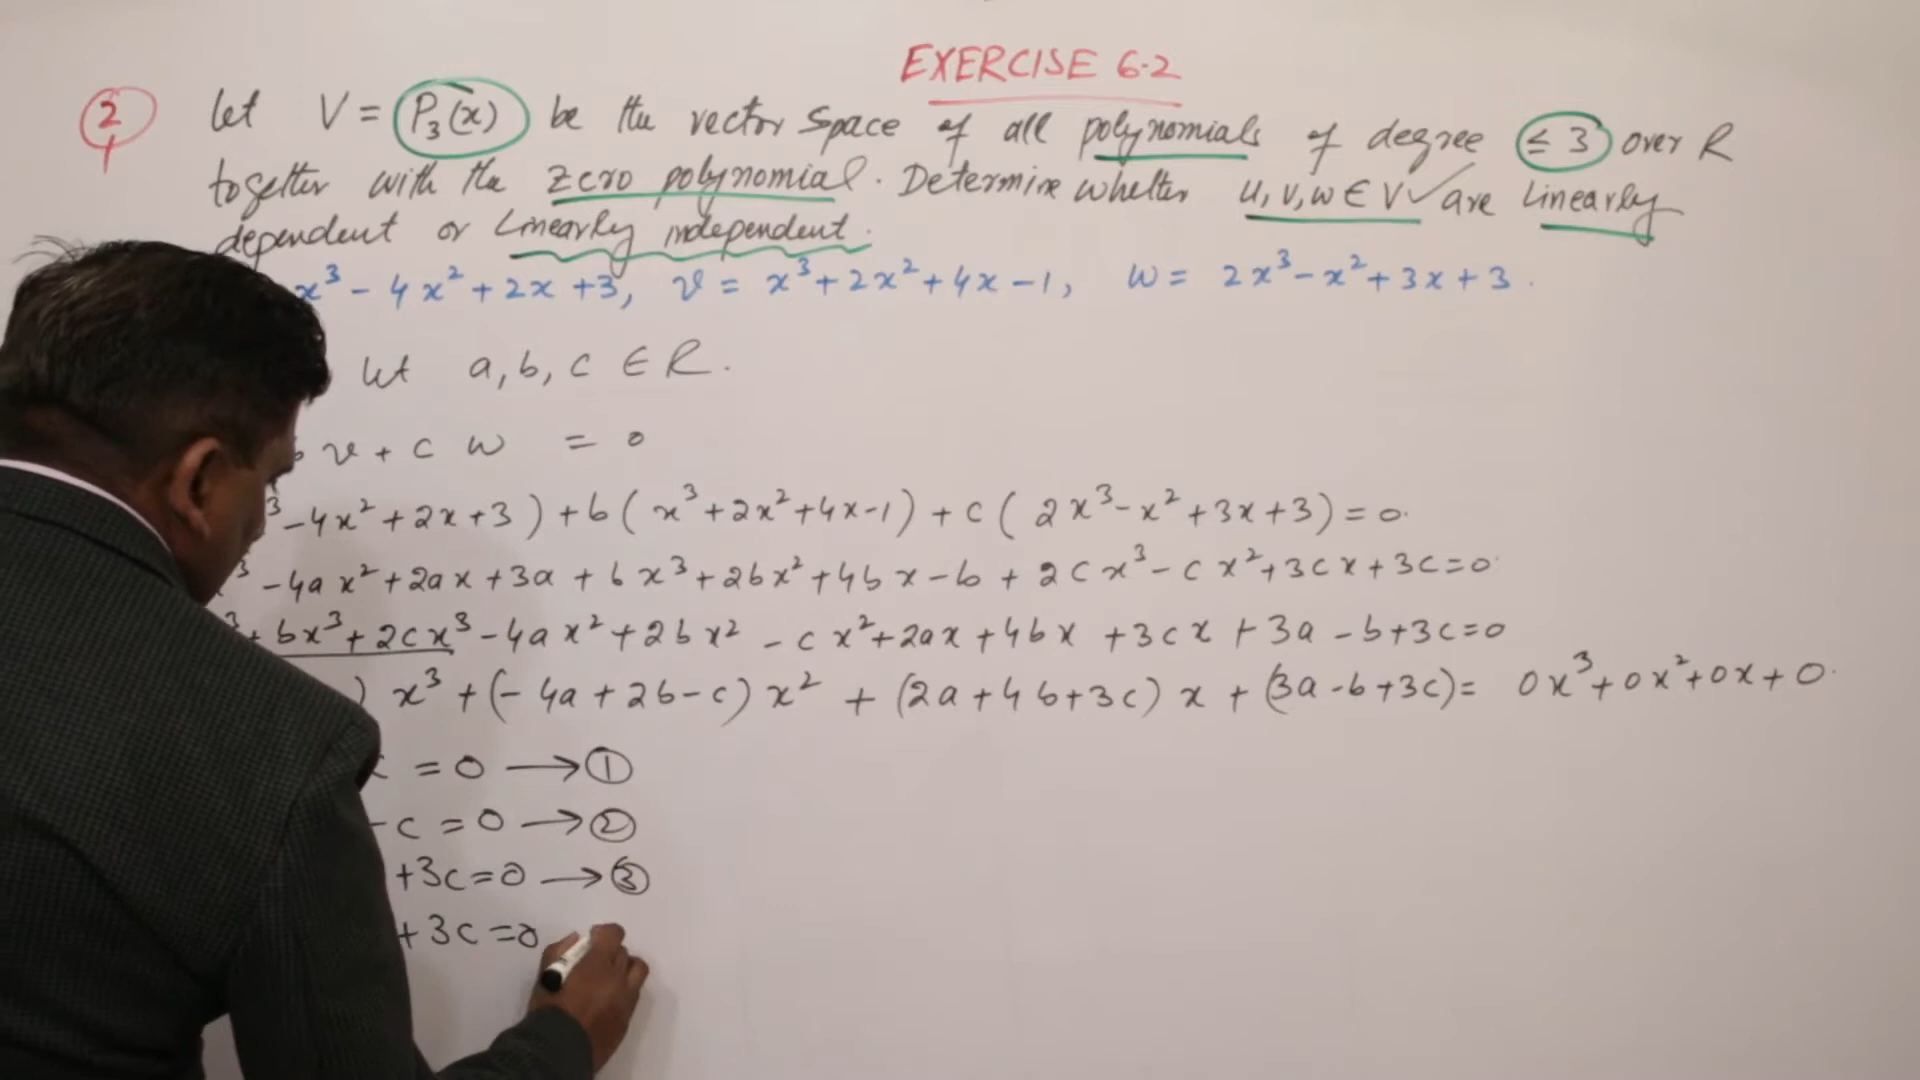 EXERCISE 6.2
2 let V = P₃(x) be the vector Space of all polynomials of degree ≤ 3 over R
together with the zero polynomial. Determine whether u, v, w ∈ V ✓ are linearly
dependent or Linearly independent.
x³ - 4x² + 2x + 3, v = x³ + 2x² + 4x - 1, w = 2x³ - x² + 3x + 3.
let a, b, c ∈ R.
v + c w = 0
³ - 4x² + 2x + 3) + b( x³ + 2x² + 4x - 1) + c( 2x³ - x² + 3x + 3) = 0.
³ - 4ax² + 2ax + 3a + bx³ + 2bx² + 4bx - b + 2cx³ - cx² + 3cx + 3c = 0.
³ + bx³ + 2cx³ - 4ax² + 2bx² - cx² + 2ax + 4bx + 3cx + 3a - b + 3c = 0
) x³ + (-4a + 2b - c) x² + (2a + 4b + 3c) x + (3a - b + 3c) = 0x³ + 0x² + 0x + 0.
= 0 → ①
- c = 0 → ②
+ 3c = 0 → ③
+ 3c = 0